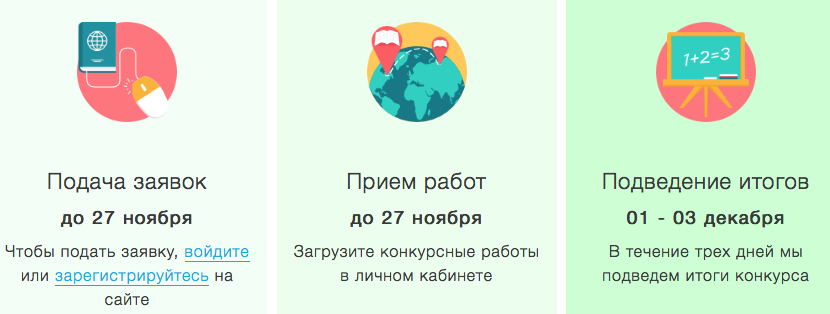 Подача заявок
до 27 ноября
Чтобы подать заявку, войдите
или зарегистрируйтесь на
сайте
Прием работ
до 27 ноября
Загрузите конкурсные работы
в личном кабинете
1+2=3
Подведение итогов
01 - 03 декабря
В течение трех дней мы
подведем итоги конкурса